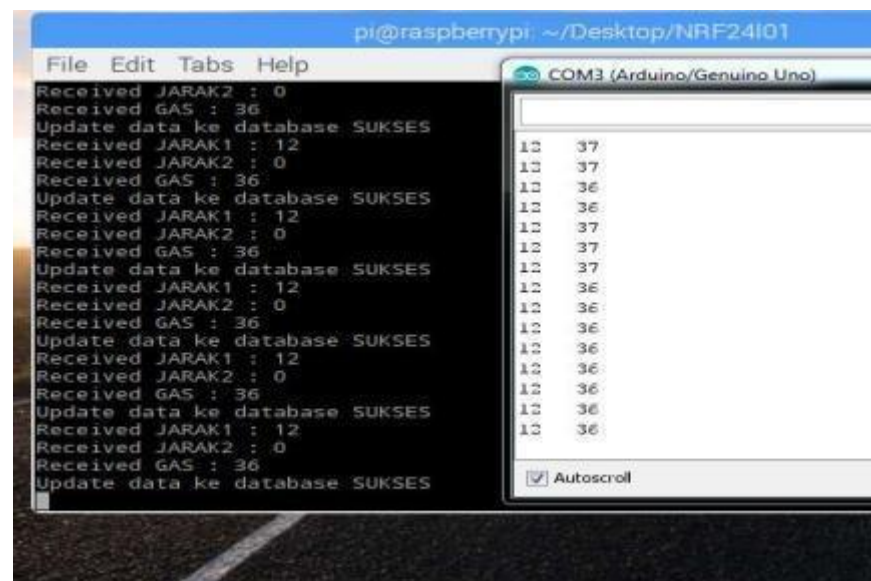 pi@raspberrypi: ~/Desktop/NRF24l01
File Edit Tabs Help
Received JARAK2 : 0
Received GAS : 36
Update data ke database SUKSES
Received JARAK1 : 12
Received JARAK2 : 0
Received GAS : 36
Update data ke database SUKSES
Received JARAK1 : 12
Received JARAK2 : 0
Received GAS : 36
Update data ke database SUKSES
Received JARAK1 : 12
Received JARAK2 : 0
Received GAS : 36
Update data ke database SUKSES
Received JARAK1 : 12
Received JARAK2 : 0
Received GAS : 36
Update data ke database SUKSES
Received JARAK1 : 12
Received JARAK2 : 0
Received GAS : 36
Update data ke database SUKSES
COM3 (Arduino/Genuino Uno)
12 37
12 37
12 36
12 36
12 37
12 37
12 37
12 36
12 36
12 36
12 36
12 36
12 36
12 36
12 36
Autoscroll